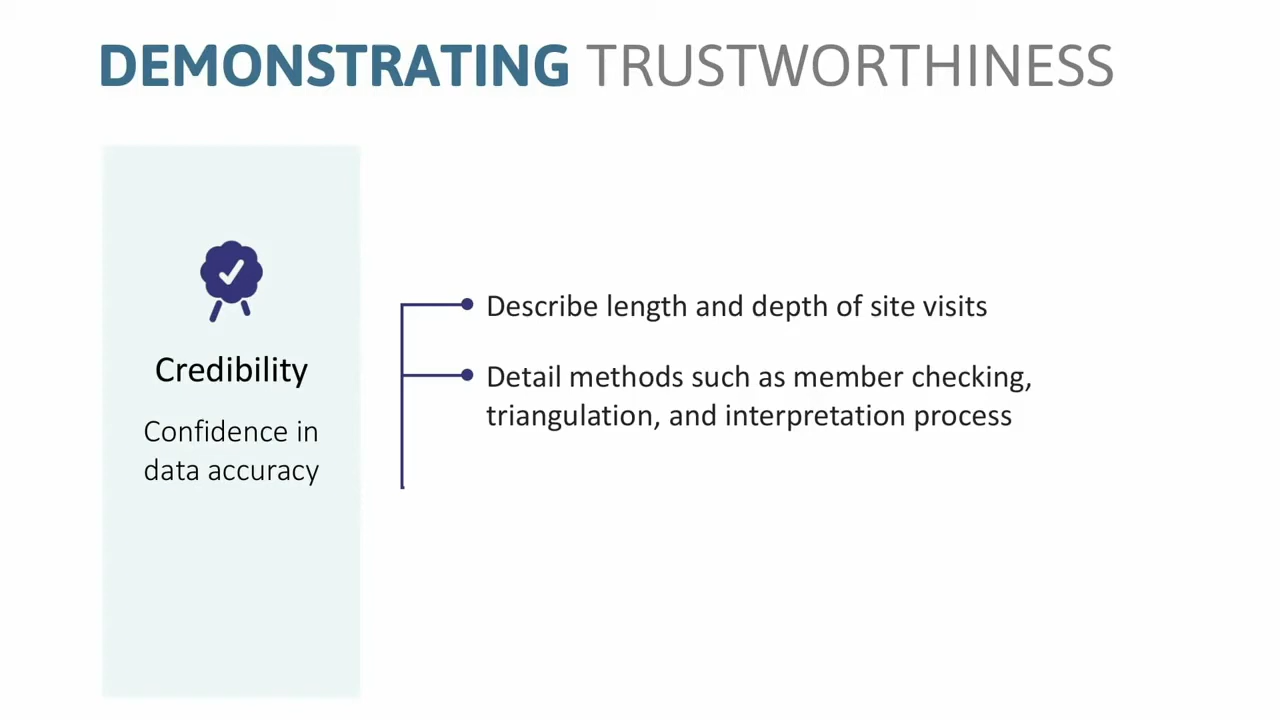 DEMONSTRATING TRUSTWORTHINESS
Credibility
Confidence in
data accuracy
Describe length and depth of site visits
Detail methods such as member checking,
triangulation, and interpretation process